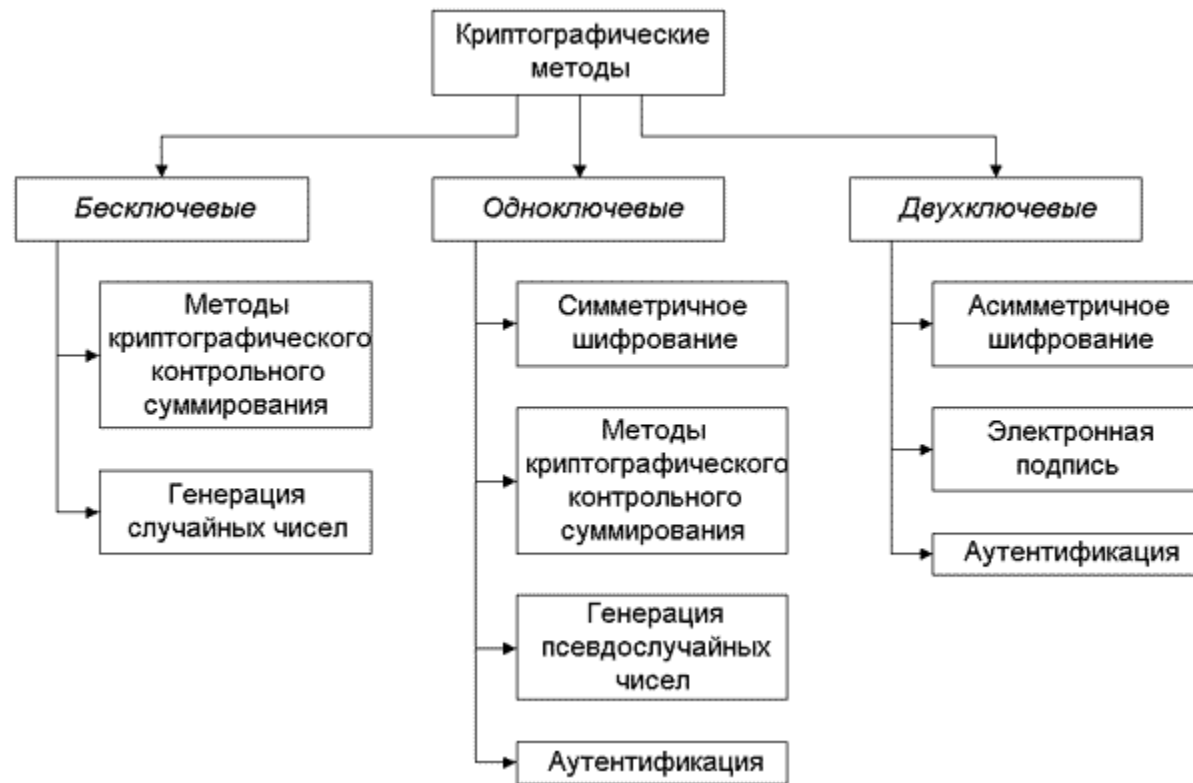 Криптографические
методы
Бесключевые
Методы
криптографического
контрольного
суммирования
Генерация
случайных чисел
Одноключевые
Симметричное
шифрование
Методы
криптографического
контрольного
суммирования
Генерация
псевдослучайных
чисел
Аутентификация
Двухключевые
Асимметричное
шифрование
Электронная
подпись
Аутентификация